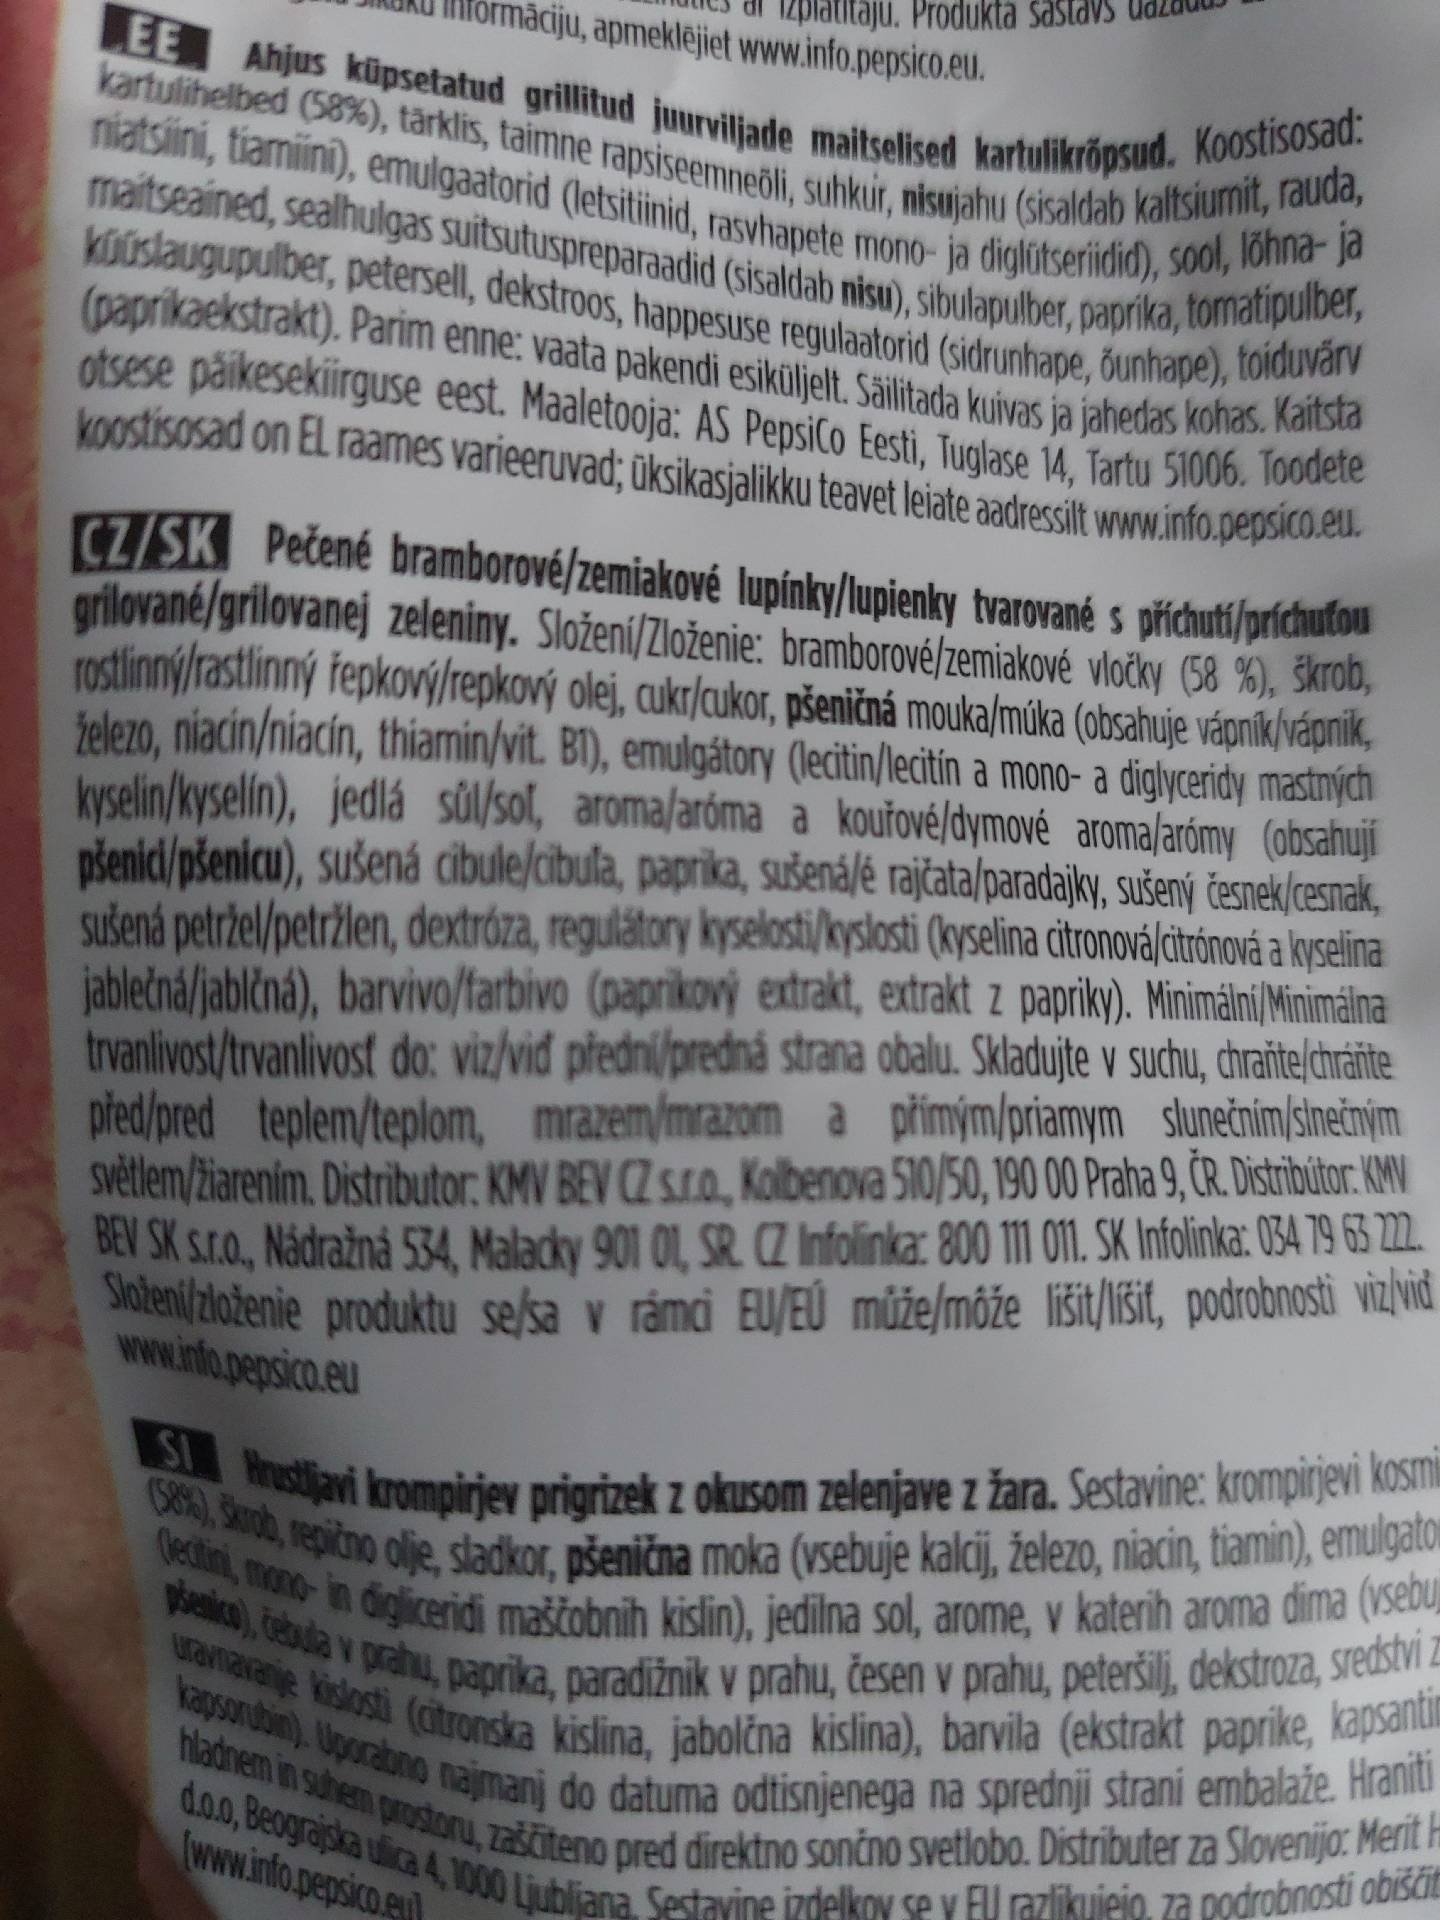 ar izplatītāju. Produkta sastāvs
informāciju, apmeklējiet www.info.pepsico.eu.
EE Ahjus küpsetatud grillitud juurviljade maitselised kartulikrõpsud. Koostisosad:
kartulihelbed (58%), tärklis, taimne rapsiseemneõli, suhkur, nisujahu (sisaldab kaltsiumit, rauda,
niatsiini, tiamiini), emulgaatorid (letsitiinid, rasvhapete mono- ja diglütseriidid), sool, lõhna- ja
maitseained, sealhulgas suitsutuspreparaadid (sisaldab nisu), sibulapulber, paprika, tomatipulber,
küüslaugupulber, petersell, dekstroos, happesuse regulaatorid (sidrunhape, õunhape), toiduvärv
(paprikaekstrakt). Parim enne: vaata pakendi esiküljelt. Säilitada kuivas ja jahedas kohas. Kaitsta
otsese päikesekiirguse eest. Maaletooja: AS PepsiCo Eesti, Tuglase 14, Tartu 51006. Toodete
koostisosad on EL raames varieeruvad; üksikasjalikku teavet leiate aadressilt www.info.pepsico.eu.
CZ/SK Pečené bramborové/zemiakové lupínky/lupienky tvarované s příchutí/príchuťou
grilované/grilovanej zeleniny. Složení/Zloženie: bramborové/zemiakové vločky (58 %), škrob,
rostlinný/rastlinný řepkový/repkový olej, cukr/cukor, pšeničná mouka/múka (obsahuje vápník/vápnik,
železo, niacin/niacín, thiamin/vit. B1), emulgátory (lecitin/lecitín a mono- a diglyceridy mastných
kyselin/kyselín), jedlá sůl/soľ, aroma/aróma a kouřové/dymové aroma/arómy (obsahují
pšenici/pšenicu), sušená cibule/cibuľa, paprika, sušená/é rajčata/paradajky, sušený česnek/cesnak,
sušená petržel/petržlen, dextróza, regulátory kyselosti/kyslosti (kyselina citronová/citrónová a kyselina
jablečná/jablčná), barvivo/farbivo (paprikový extrakt, extrakt z papriky). Minimální/Minimálna
trvanlivost/trvanlivosť do: viz/viď přední/predná strana obalu. Skladujte v suchu, chraňte/chráňte
před/pred teplem/teplom, mrazem/mrazom a přímým/priamym slunečním/slnečným
světlem/žiarením. Distributor: KMV BEV CZ s.r.o., Kolbenova 510/50, 190 00 Praha 9, ČR. Distribútor: KMV
BEV SK s.r.o., Nádražná 534, Malacky 901 01, SR. CZ Infolinka: 800 111 011. SK Infolinka: 034 79 63 222.
Složení/zloženie produktu se/sa v rámci EU/EÚ může/môže lišit/líšiť, podrobnosti viz/viď
www.info.pepsico.eu
SI Hrustljavi krompirjev prigrizek z okusom zelenjave z žara. Sestavine: krompirjevi kosmi
(58%), škrob, repično olje, sladkor, pšenična moka (vsebuje kalcij, železo, niacin, tiamin), emulgato
(lecitini, mono- in digliceridi maščobnih kislin), jedilna sol, arome, v katerih aroma dima (vsebuj
pšenico), čebula v prahu, paprika, paradižnik v prahu, česen v prahu, peteršilj, dekstroza, sredstvi z
uravnavanje kislosti (citronska kislina, jabolčna kislina), barvila (ekstrakt paprike, kapsantin
kapsorubin). Uporabno najmanj do datuma odtisnjenega na sprednji strani embalaže. Hraniti
hladnem in suhem prostoru, zaščiteno pred direktno sončno svetlobo. Distributer za Slovenijo: Merit H
d.o.o, Beograjska ulica 4, 1000 Ljubljana. Sestavine izdelkov se v EU razlikujejo, za podrobnosti obiščit
(www.info.pepsico.eu)